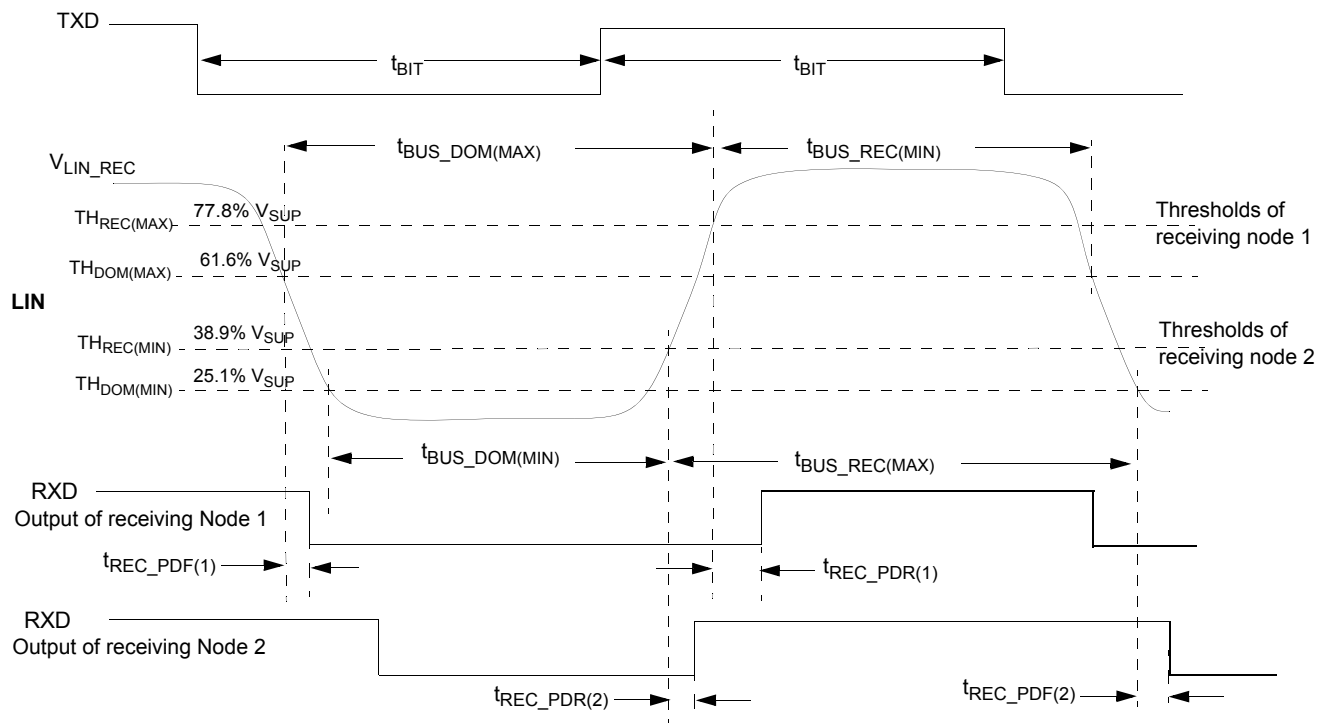 TXD
tBIT
tBIT
tBUS_DOM(MAX)
tBUS_REC(MIN)
VLIN_REC
THREC(MAX)
77.8% VSUP
Thresholds of
receiving node 1
THDOM(MAX)
61.6% VSUP
LIN
THREC(MIN)
38.9% VSUP
Thresholds of
receiving node 2
THDOM(MIN)
25.1% VSUP
tBUS_DOM(MIN)
tBUS_REC(MAX)
RXD
Output of receiving Node 1
tREC_PDF(1)
tREC_PDR(1)
RXD
Output of receiving Node 2
tREC_PDR(2)
tREC_PDF(2)